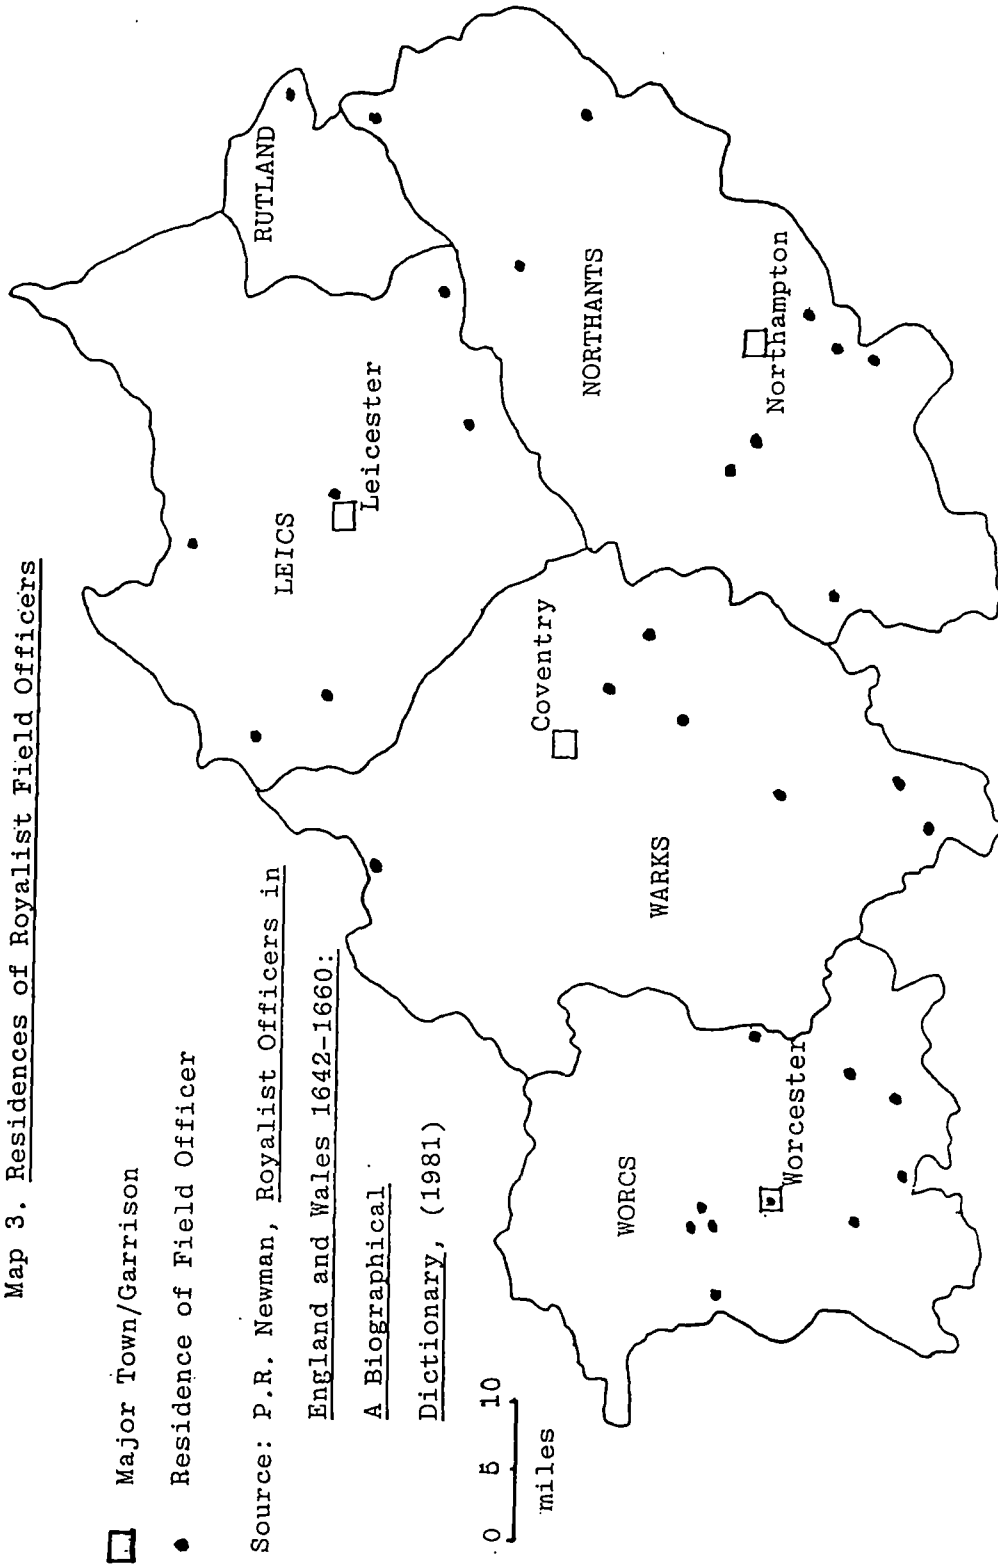 Map 3. Residences of Royalist Field Officers
Major Town/Garrison
Residence of Field Officer
Source: P.R. Newman, Royalist Officers in
England and Wales 1642-1660:
A Biographical
Dictionary, (1981)
0 5 10
miles
RUTLAND
LEICS
Leicester
NORTHANTS
Northampton
Coventry
WARKS
WORCS
Worcester